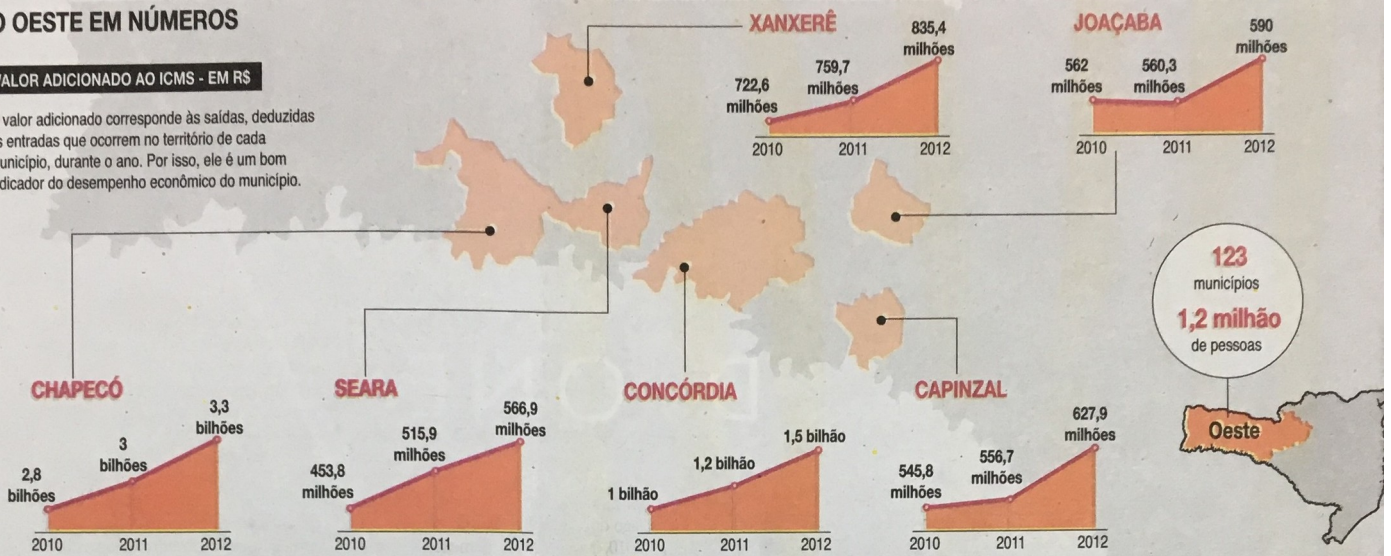 O OESTE EM NÚMEROS
VALOR ADICIONADO AO ICMS - EM R$
valor adicionado corresponde às saídas, deduzidas
s entradas que ocorrem no território de cada
unicípio, durante o ano. Por isso, ele é um bom
dicador do desempenho econômico do município.
XANXERÊ
722,6
milhões
759,7
milhões
835,4
milhões
2010 2011 2012
JOAÇABA
562
milhões
560,3
milhões
590
milhões
2010 2011 2012
123
municípios
1,2 milhão
de pessoas
Oeste
CHAPECÓ
2,8
bilhões
3
bilhões
3,3
bilhões
2010 2011 2012
SEARA
453,8
milhões
515,9
milhões
566,9
milhões
2010 2011 2012
CONCÓRDIA
1 bilhão
1,2 bilhão
1,5 bilhão
2010 2011 2012
CAPINZAL
545,8
milhões
556,7
milhões
627,9
milhões
2010 2011 2012